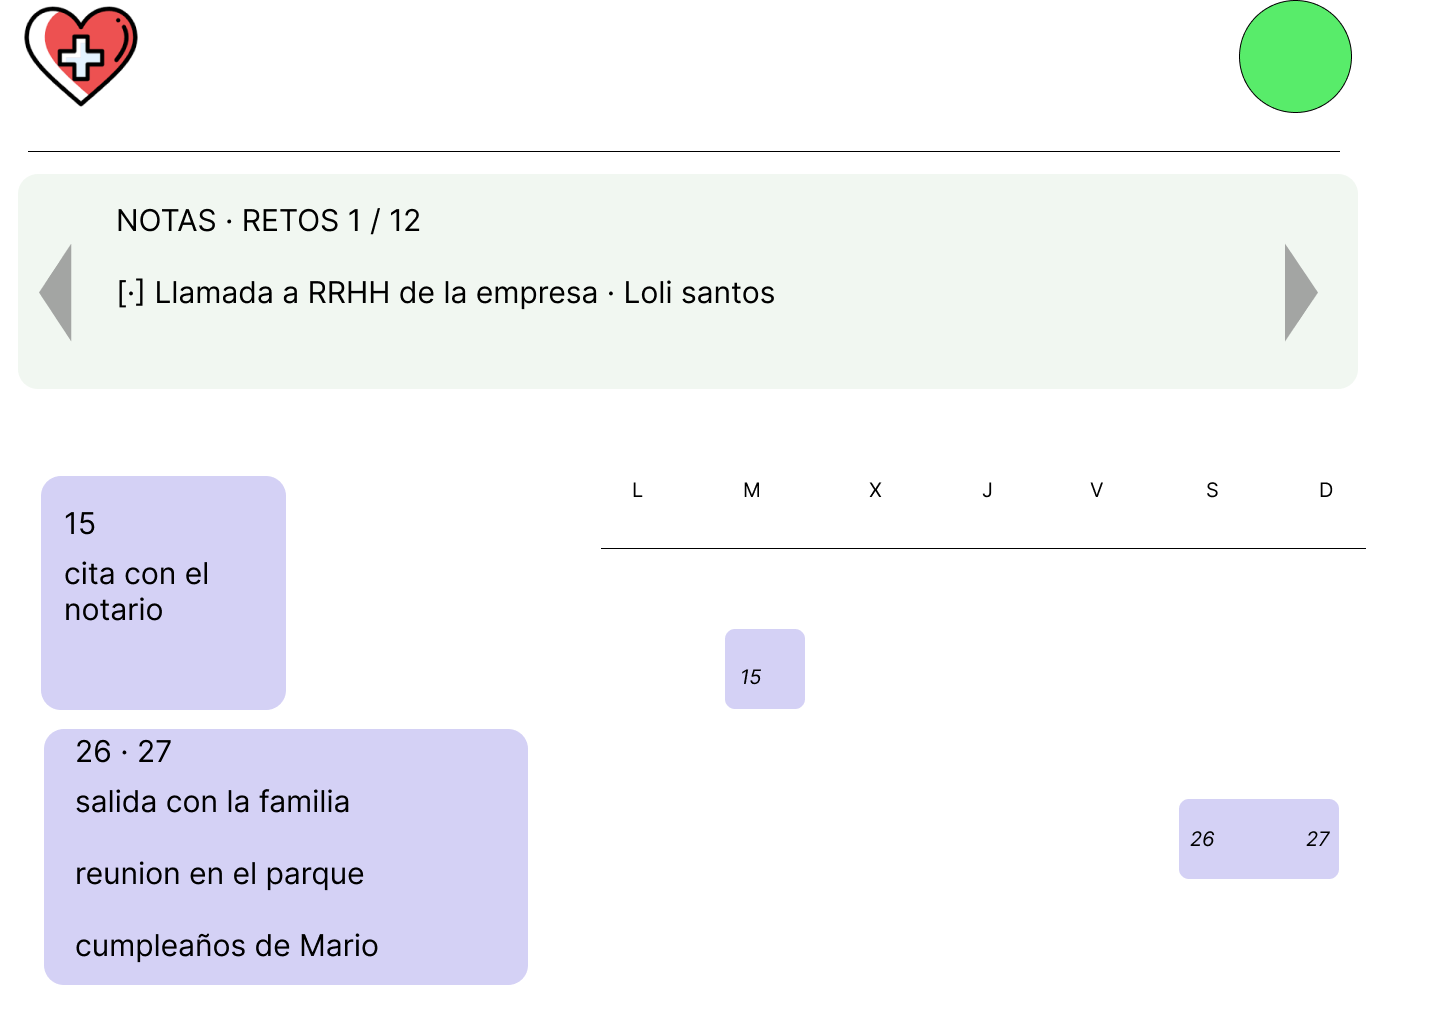 NOTAS · RETOS 1 / 12
[·] Llamada a RRHH de la empresa · Loli santos
15
cita con el
notario
26 · 27
salida con la familia
reunion en el parque
cumpleaños de Mario
L M X J V S D
15
26 27